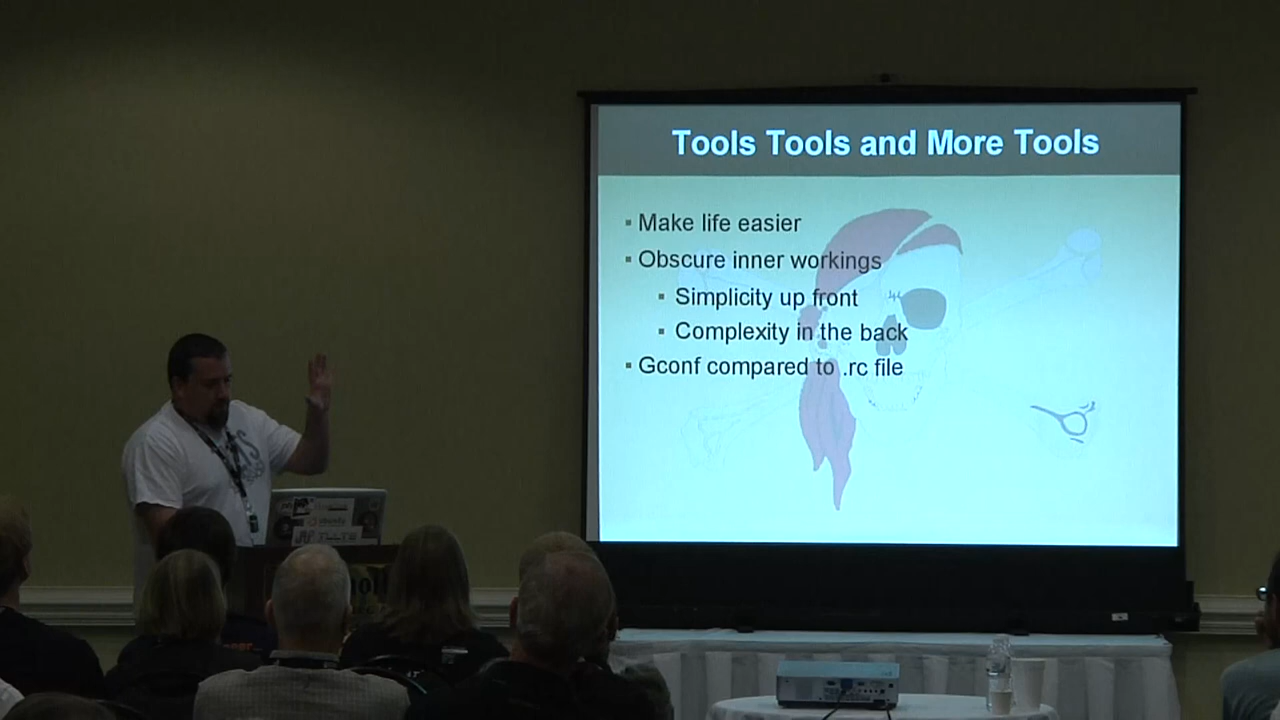 Tools Tools and More Tools
Make life easier
Obscure inner workings
Simplicity up front
Complexity in the back
Gconf compared to .rc file
ubuntu